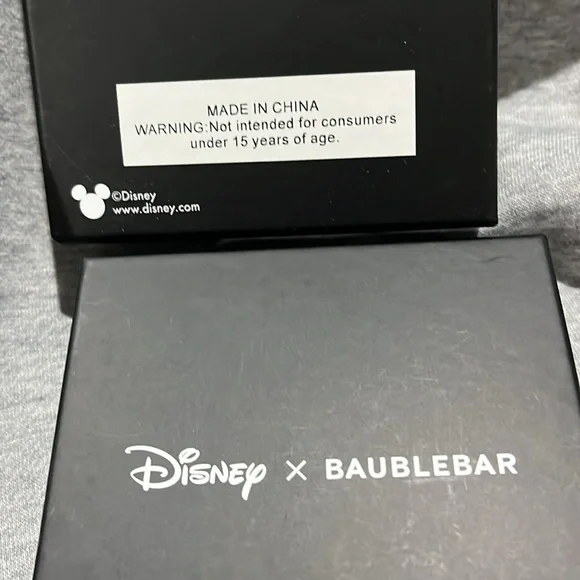 MADE IN CHINA
WARNING:Not intended for consumers
under 15 years of age.
©Disney
www.disney.com
Disney × BAUBLEBAR